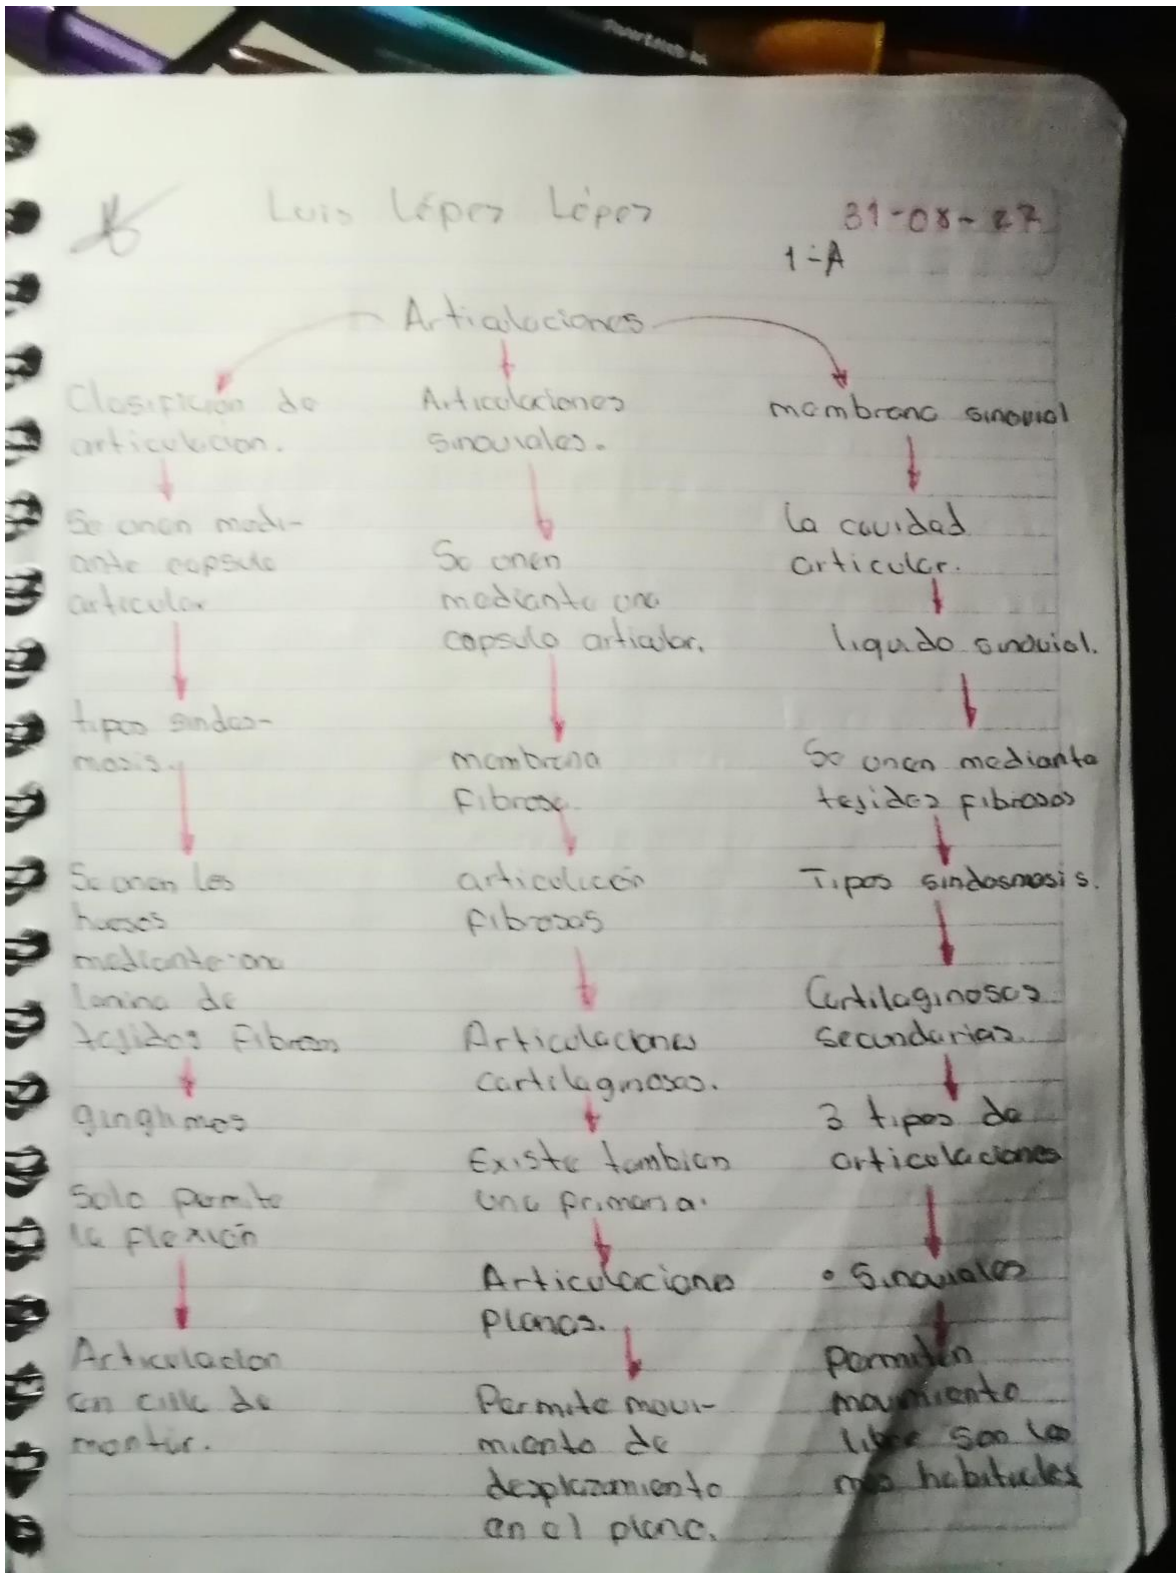 Luis López López
31-08-22
1-A
Articulaciones
Clasifición de
articulacion.
Se unen medi-
ante capsula
articular
tipos sindes-
mosis.
Se unen los
huesos
mediante una
lamina de
tejidos fibrosos
ginglimos
Solo permite
la flexión
Articulacion
en cilla de
montar.
Articulaciones
sinoviales.
Se unen
mediante una
capsula articular.
membrana
fibrosa.
articulición
fibrosas
Articulaciones
cartilaginosas.
Existe tambien
una primaria.
Articulaciones
planas.
Permite movi-
miento de
desplazamiento
en el plano.
membrana sinovial
la cavidad
articular.
liquido sinovial.
Se unen mediante
tejidos fibrosos
Tipos sindesmosis.
Cartilaginosas
secundarias.
3 tipos de
articulaciones
• Sinoviales
Permiten
movimiento
libre son las
mas habituales